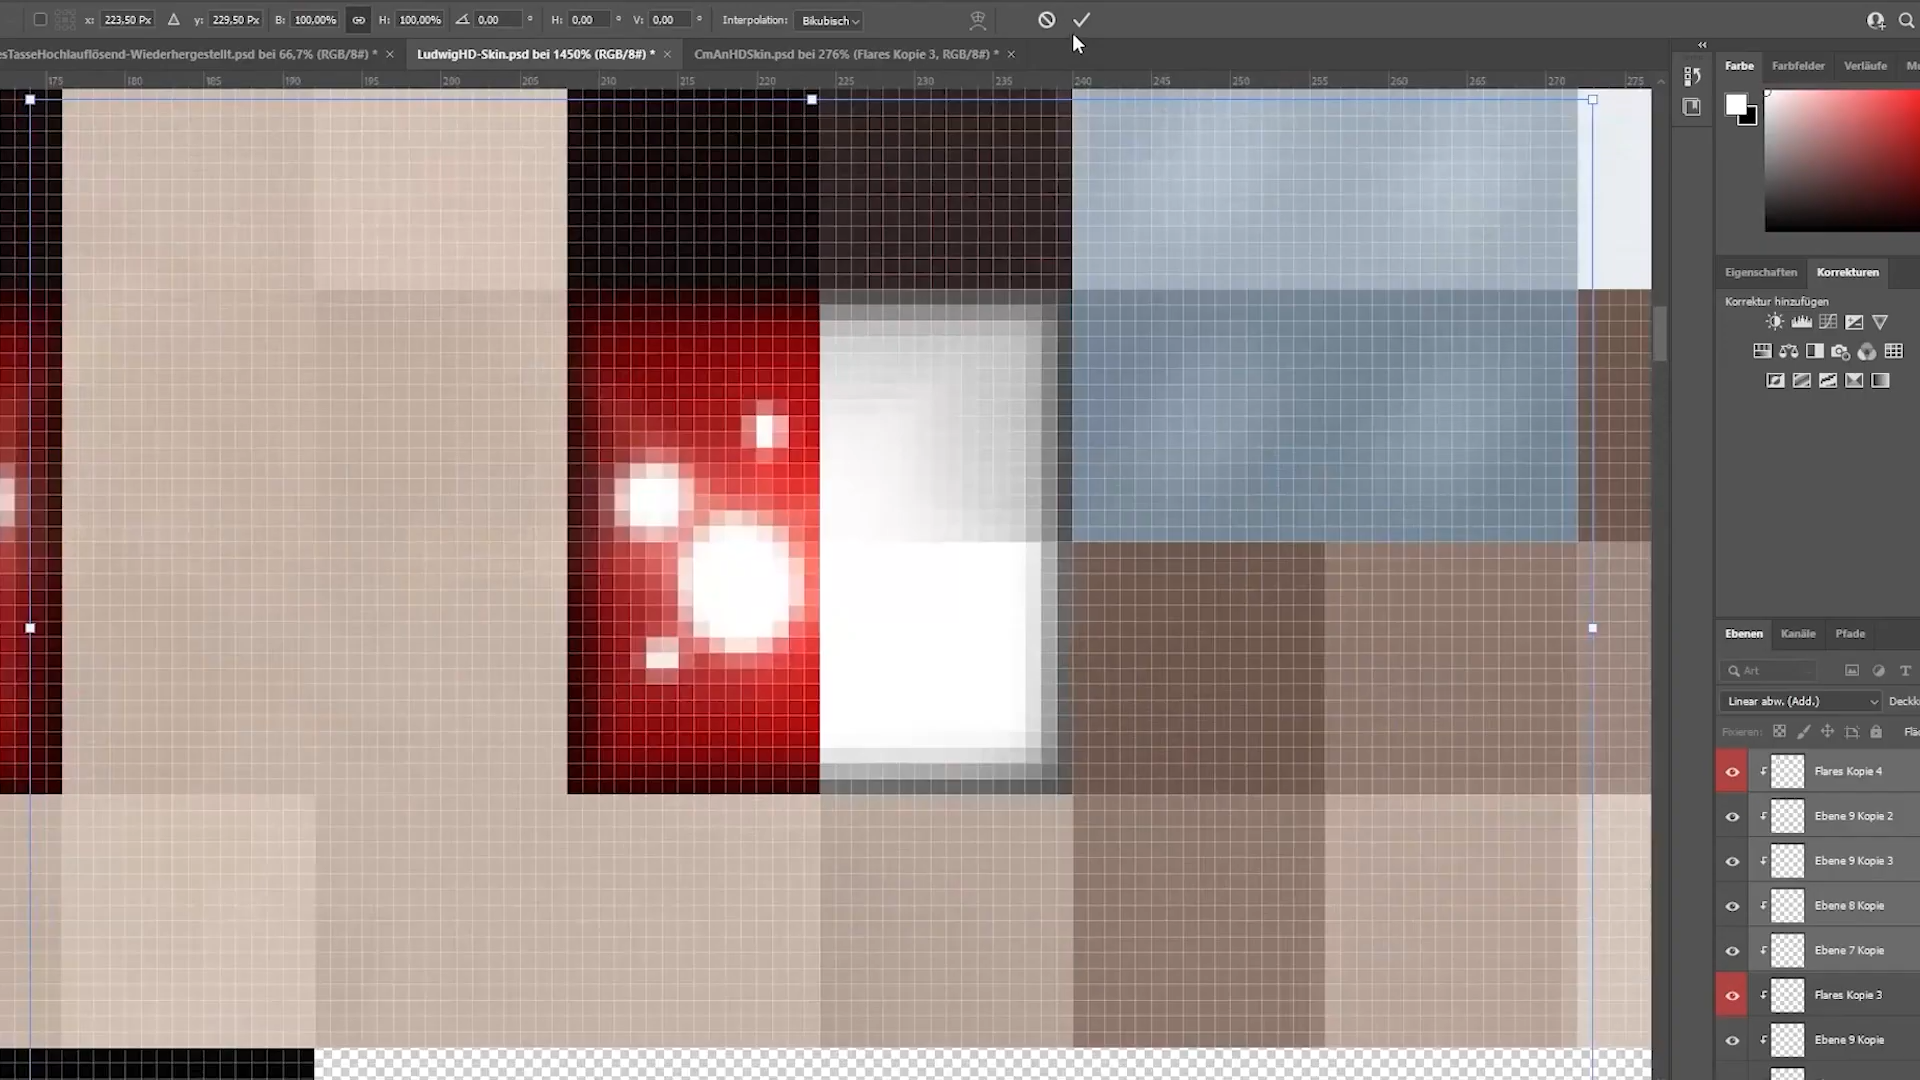 x: 223,50 Px y: 229,50 Px B: 100,00% H: 100,00% 0,00 ° H: 0,00 ° V: 0,00 ° Interpolation: Bikubisch
esTasseHochlauflösend-Wiederhergestellt.psd bei 66,7% (RGB/8#) * × LudwigHD-Skin.psd bei 1450% (RGB/8#) * × CmAnHDSkin.psd bei 276% (Flares Kopie 3, RGB/8#) * ×
175 180 185 190 195 200 205 210 215 220 225 230 235 240 245 250 255 260 265 270 275
Farbe Farbfelder Verläufe Mu
Eigenschaften Korrekturen
Korrektur hinzufügen
Ebenen Kanäle Pfade
Art
Linear abw. (Add.) Deckk
Fixieren: Flä
Flares Kopie 4
Ebene 9 Kopie 2
Ebene 9 Kopie 3
Ebene 8 Kopie
Ebene 7 Kopie
Flares Kopie 3
Ebene 9 Kopie